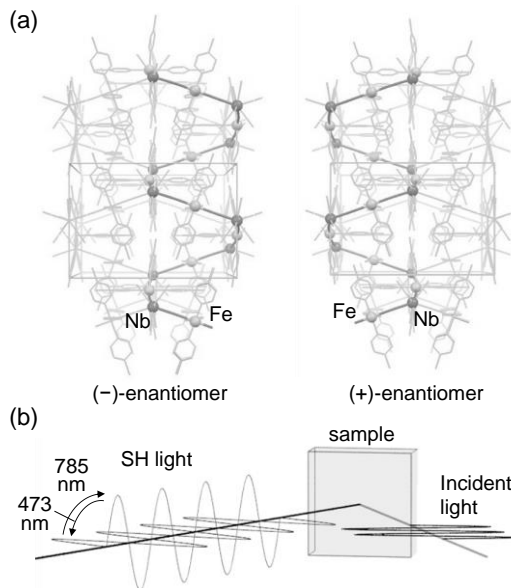 (a)
Nb
Fe
Fe
Nb
(−)-enantiomer
(+)-enantiomer
(b)
785
nm
473
nm
SH light
sample
Incident
light